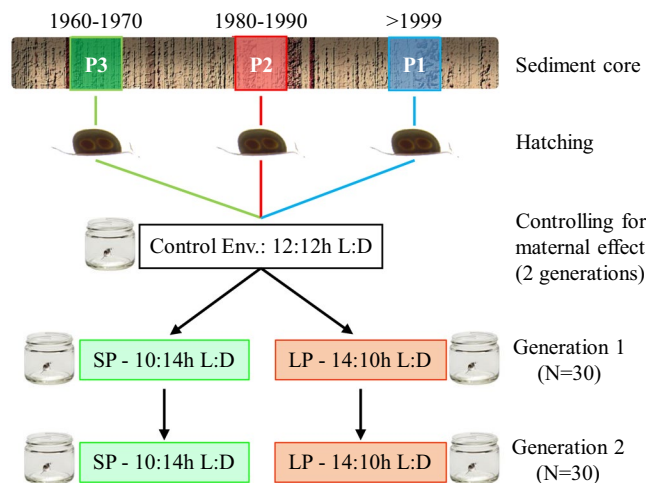 1960-1970 1980-1990 >1999
P3 P2 P1 Sediment core
Hatching
Controlling for
maternal effect
(2 generations)
Control Env.: 12:12h L:D
SP - 10:14h L:D LP - 14:10h L:D
Generation 1
(N=30)
SP - 10:14h L:D LP - 14:10h L:D
Generation 2
(N=30)